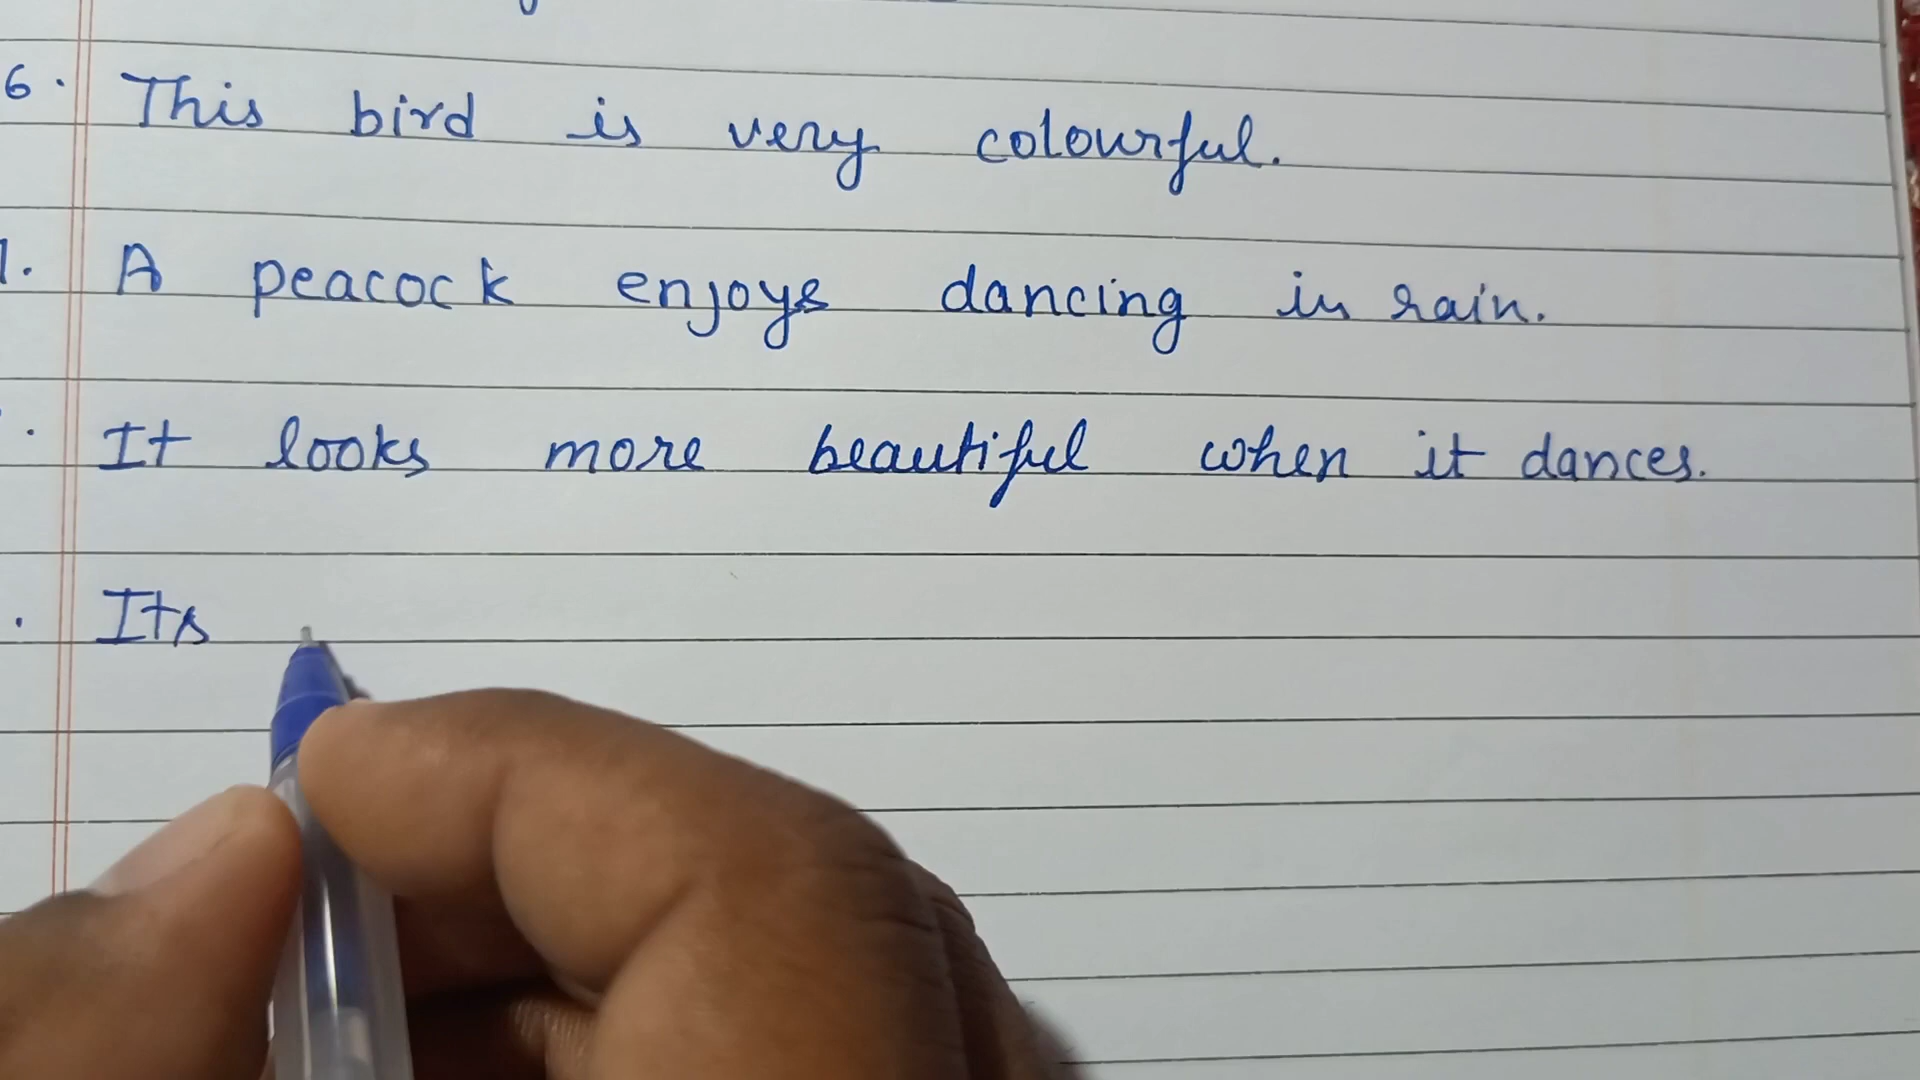 6. This bird is very colourful.
. A peacock enjoys dancing in rain.
. It looks more beautiful when it dances.
. Its